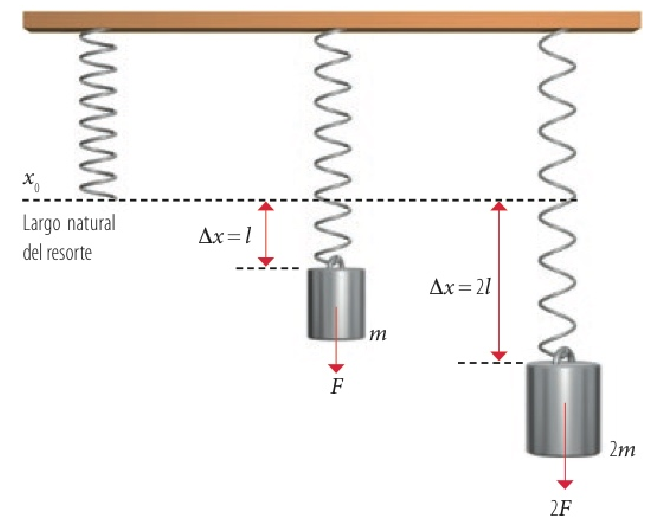 x₀
Largo natural
del resorte
Δx = l
m
F
Δx = 2l
2m
2F